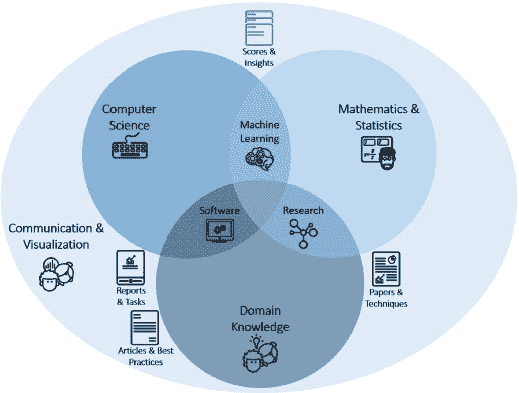 Scores &
Insights
Computer
Science
Machine
Learning
Mathematics &
Statistics
Software
Research
Communication &
Visualization
Reports
& Tasks
Papers &
Techniques
Domain
Knowledge
Articles & Best
Practices